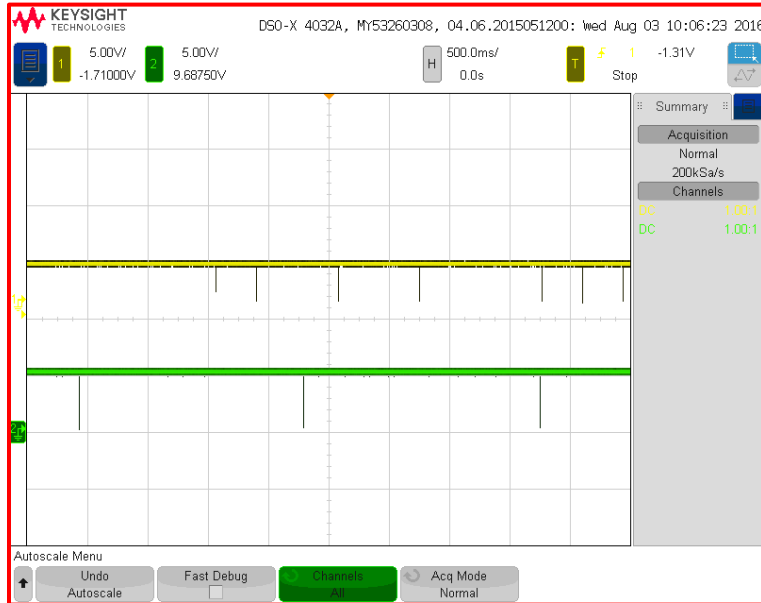 KEYSIGHT
TECHNOLOGIES
DSO-X 4032A, MY53260308, 04.06.2015051200: Wed Aug 03 10:06:23 2016
1 5.00V/ 2 5.00V/ H 500.0ms/ T 1 -1.31V
-1.71000V 9.68750V 0.0s Stop
Summary
Acquisition
Normal
200kSa/s
Channels
DC 1.00:1
DC 1.00:1
1
2
Autoscale Menu
Undo Fast Debug Channels Acq Mode
Autoscale All Normal